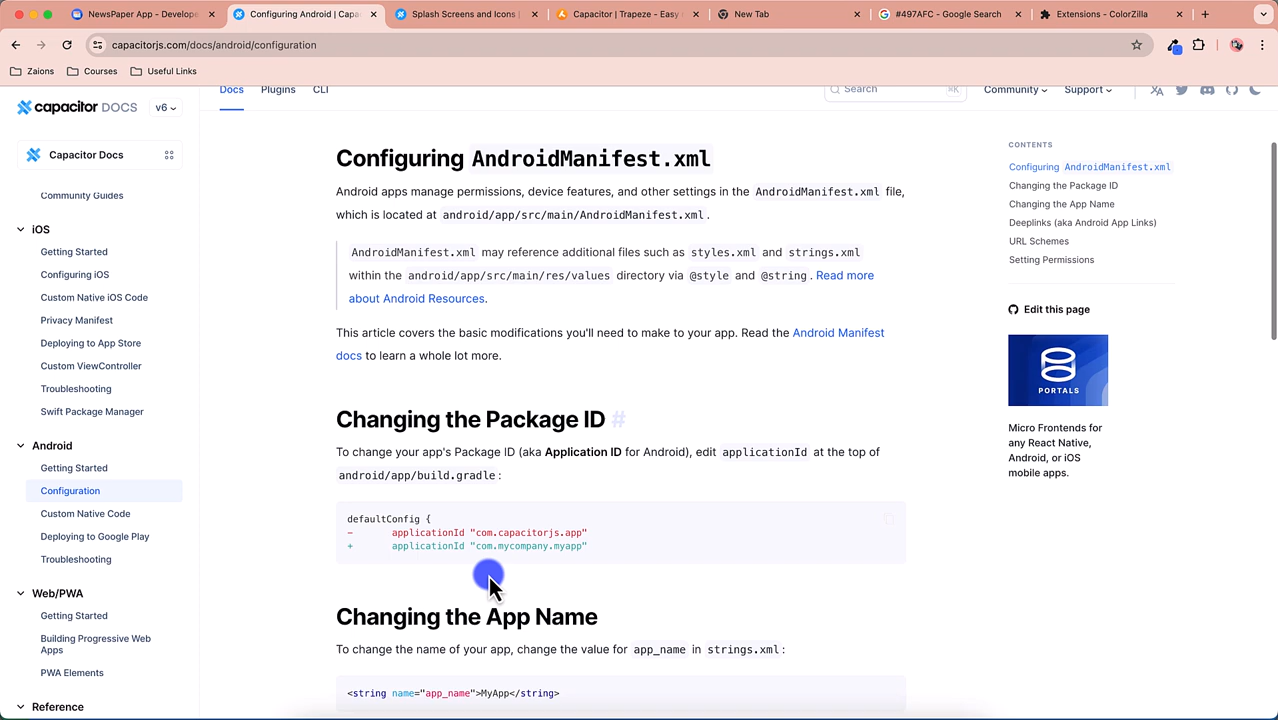 NewsPaper App - Develope
Configuring Android | Capa
Splash Screens and Icons |
Capacitor | Trapeze - Easy
New Tab
#497AFC - Google Search
Extensions - ColorZilla
capacitorjs.com/docs/android/configuration
Zaions
Courses
Useful Links
Docs
Plugins
CLI
Search
K
Community
Support
capacitor DOCS
v6
Capacitor Docs
Community Guides
iOS
Getting Started
Configuring iOS
Custom Native iOS Code
Privacy Manifest
Deploying to App Store
Custom ViewController
Troubleshooting
Swift Package Manager
Android
Getting Started
Configuration
Custom Native Code
Deploying to Google Play
Troubleshooting
Web/PWA
Getting Started
Building Progressive Web
Apps
PWA Elements
Reference
Configuring AndroidManifest.xml
Android apps manage permissions, device features, and other settings in the AndroidManifest.xml file,
which is located at android/app/src/main/AndroidManifest.xml.
AndroidManifest.xml may reference additional files such as styles.xml and strings.xml
within the android/app/src/main/res/values directory via @style and @string. Read more
about Android Resources.
This article covers the basic modifications you'll need to make to your app. Read the Android Manifest
docs to learn a whole lot more.
Changing the Package ID #
To change your app's Package ID (aka Application ID for Android), edit applicationId at the top of
android/app/build.gradle:
defaultConfig {
- applicationId "com.capacitorjs.app"
+ applicationId "com.mycompany.myapp"
Changing the App Name
To change the name of your app, change the value for app_name in strings.xml:
<string name="app_name">MyApp</string>
CONTENTS
Configuring AndroidManifest.xml
Changing the Package ID
Changing the App Name
Deeplinks (aka Android App Links)
URL Schemes
Setting Permissions
Edit this page
PORTALS
Micro Frontends for
any React Native,
Android, or iOS
mobile apps.